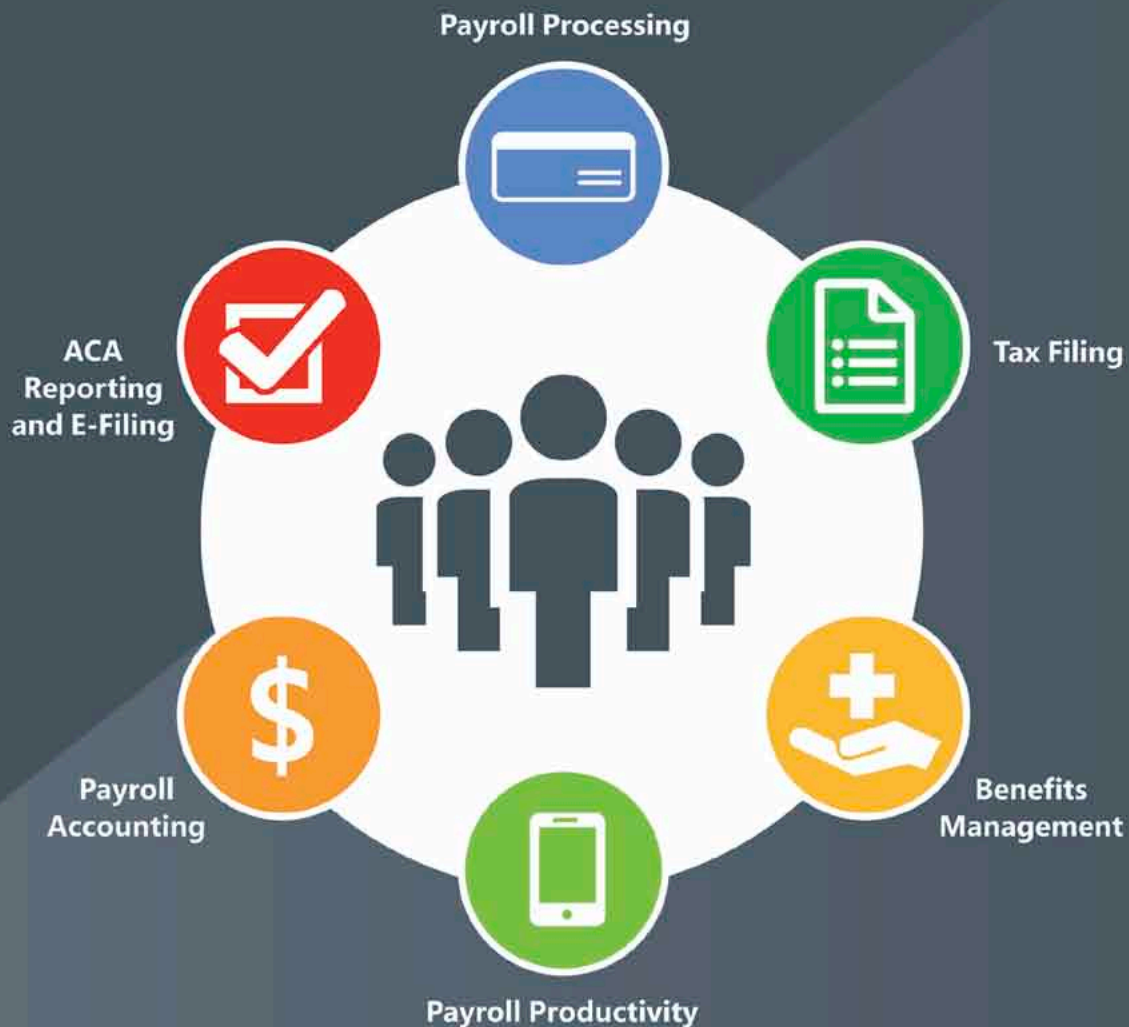 Payroll Processing
Tax Filing
Benefits
Management
Payroll Productivity
Payroll
Accounting
$
ACA
Reporting
and E-Filing